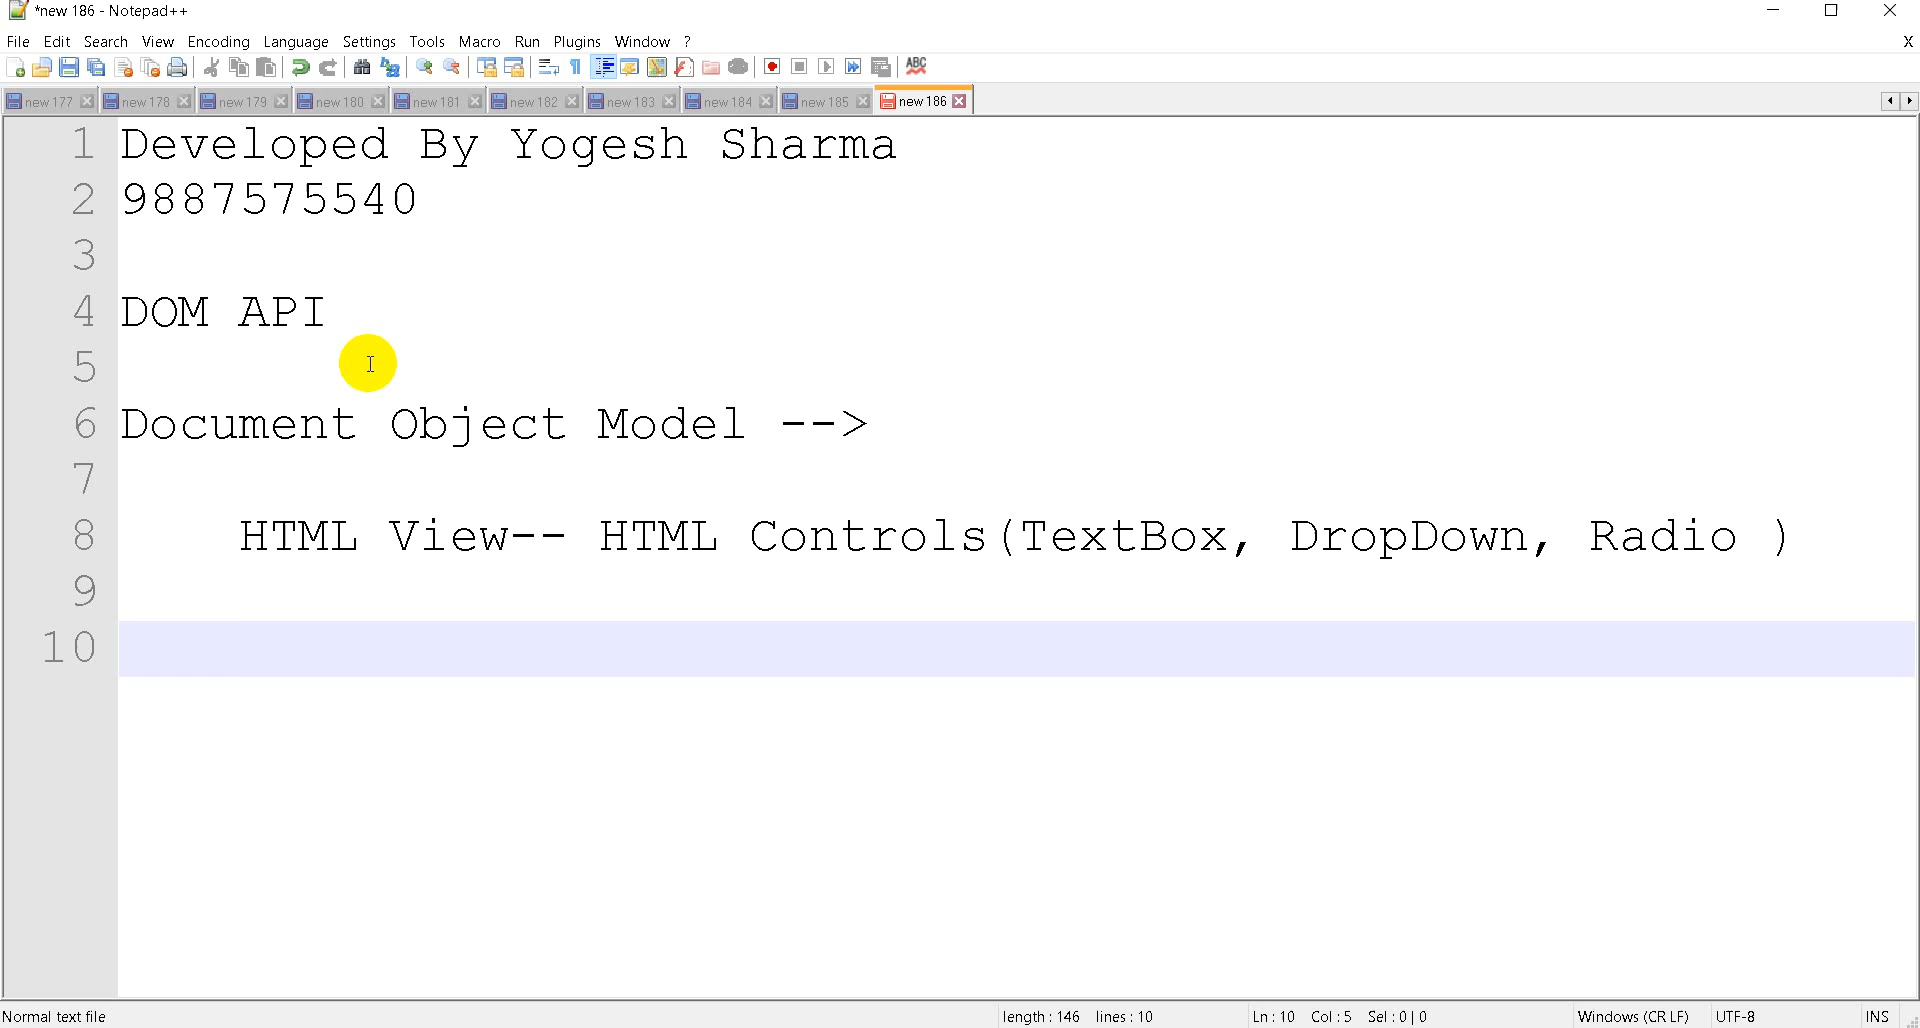 *new 186 - Notepad++
File Edit Search View Encoding Language Settings Tools Macro Run Plugins Window ? X
ABC
new 177 new 178 new 179 new 180 new 181 new 182 new 183 new 184 new 185 new 186
1 Developed By Yogesh Sharma
2 9887575540
3
4 DOM API
5
6 Document Object Model -->
7
8 HTML View-- HTML Controls(TextBox, DropDown, Radio )
9
10
Normal text file length : 146 lines : 10 Ln : 10 Col : 5 Sel : 0 | 0 Windows (CR LF) UTF-8 INS